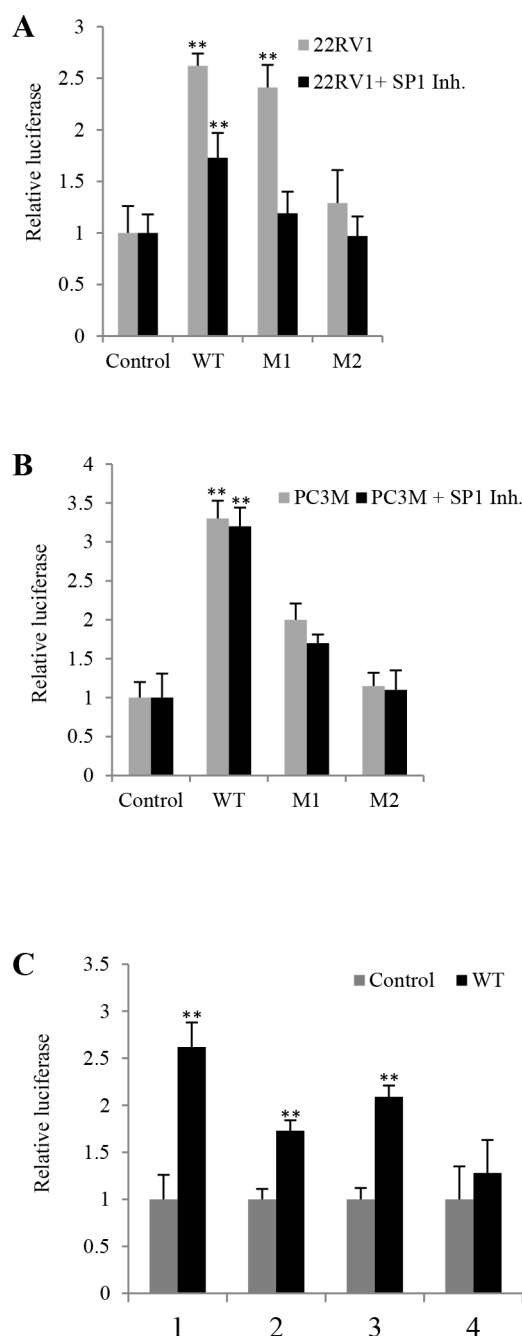 A
22RV1
22RV1+ SP1 Inh.
Relative luciferase
3
2.5
2
1.5
1
0.5
0
**
**
**
Control WT M1 M2
B
PC3M PC3M + SP1 Inh.
Relative luciferase
4
3.5
3
2.5
2
1.5
1
0.5
0
** **
Control WT M1 M2
C
Control WT
Relative luciferase
3.5
3
2.5
2
1.5
1
0.5
0
**
**
**
1 2 3 4